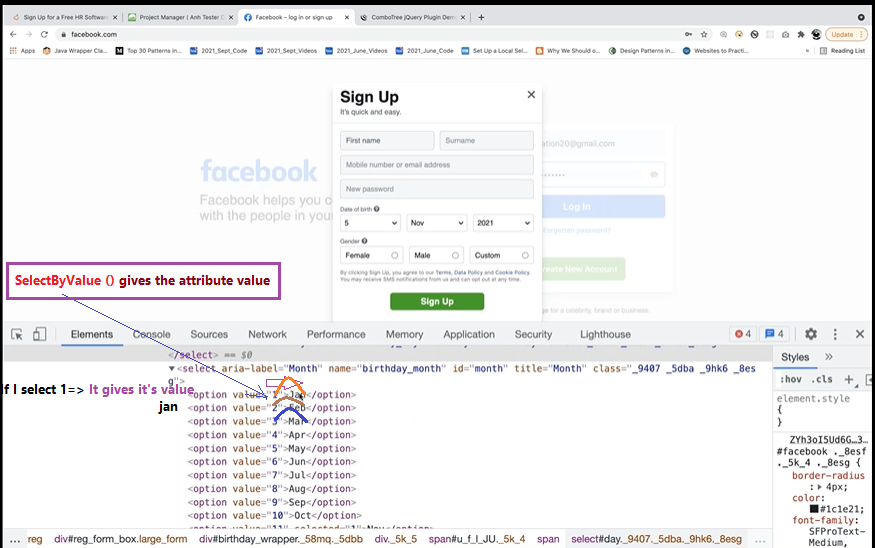 Sign Up for a Free HR Software
Project Manager | Anh Tester D
Facebook – log in or sign up
ComboTree jQuery Plugin Demo
facebook.com
Update
Apps
Java Wrapper Cla...
Top 30 Patterns in...
2021_Sept_Code
2021_Sept_Videos
2021_June_Videos
2021_June_Code
Set Up a Local Sel...
Why We Should o...
Design Patterns in...
Websites to Practi...
»
Reading List
Sign Up
It's quick and easy.
First name
Surname
ation20@gmail.com
Mobile number or email address
facebook
New password
Facebook helps you c
with the people in your
Log In
Date of birth
5
Nov
2021
Forgotten password?
Gender
Female
Male
Custom
By clicking Sign Up, you agree to our Terms, Data Policy and Cookie Policy.
You may receive SMS notifications from us and can opt out at any time.
Create New Account
Sign Up
ge for a celebrity, brand or business.
SelectByValue () gives the attribute value
Elements
Console
Sources
Network
Performance
Memory
Application
Security
Lighthouse
4
4
</select> == $0
<select aria-label="Month" name="birthday_month" id="month" title="Month" class="_9407 _5dba _9hk6 _8es
g">
If I select 1=> It gives it's value
jan
<option value="1">Jan</option>
<option value="2">Feb</option>
<option value="3">Mar</option>
<option value="4">Apr</option>
<option value="5">May</option>
<option value="6">Jun</option>
<option value="7">Jul</option>
<option value="8">Aug</option>
<option value="9">Sep</option>
<option value="10">Oct</option>
<option value="11" selected="1">Nov</option>
Styles
»
:hov .cls
element.style
{
}
ZYh3oI5Ud6G...3...
#facebook ._8esf
._5k_4 ._8esg {
border-radius
: 4px;
color:
#1c1e21;
font-family:
SFProText-
Medium,
...
reg
div#reg_form_box.large_form
div#birthday_wrapper._58mq._5dbb
div._5k_5
span#u_f_l_JU._5k_4
span
select#day._9407._5dba._9hk6._8esg
...